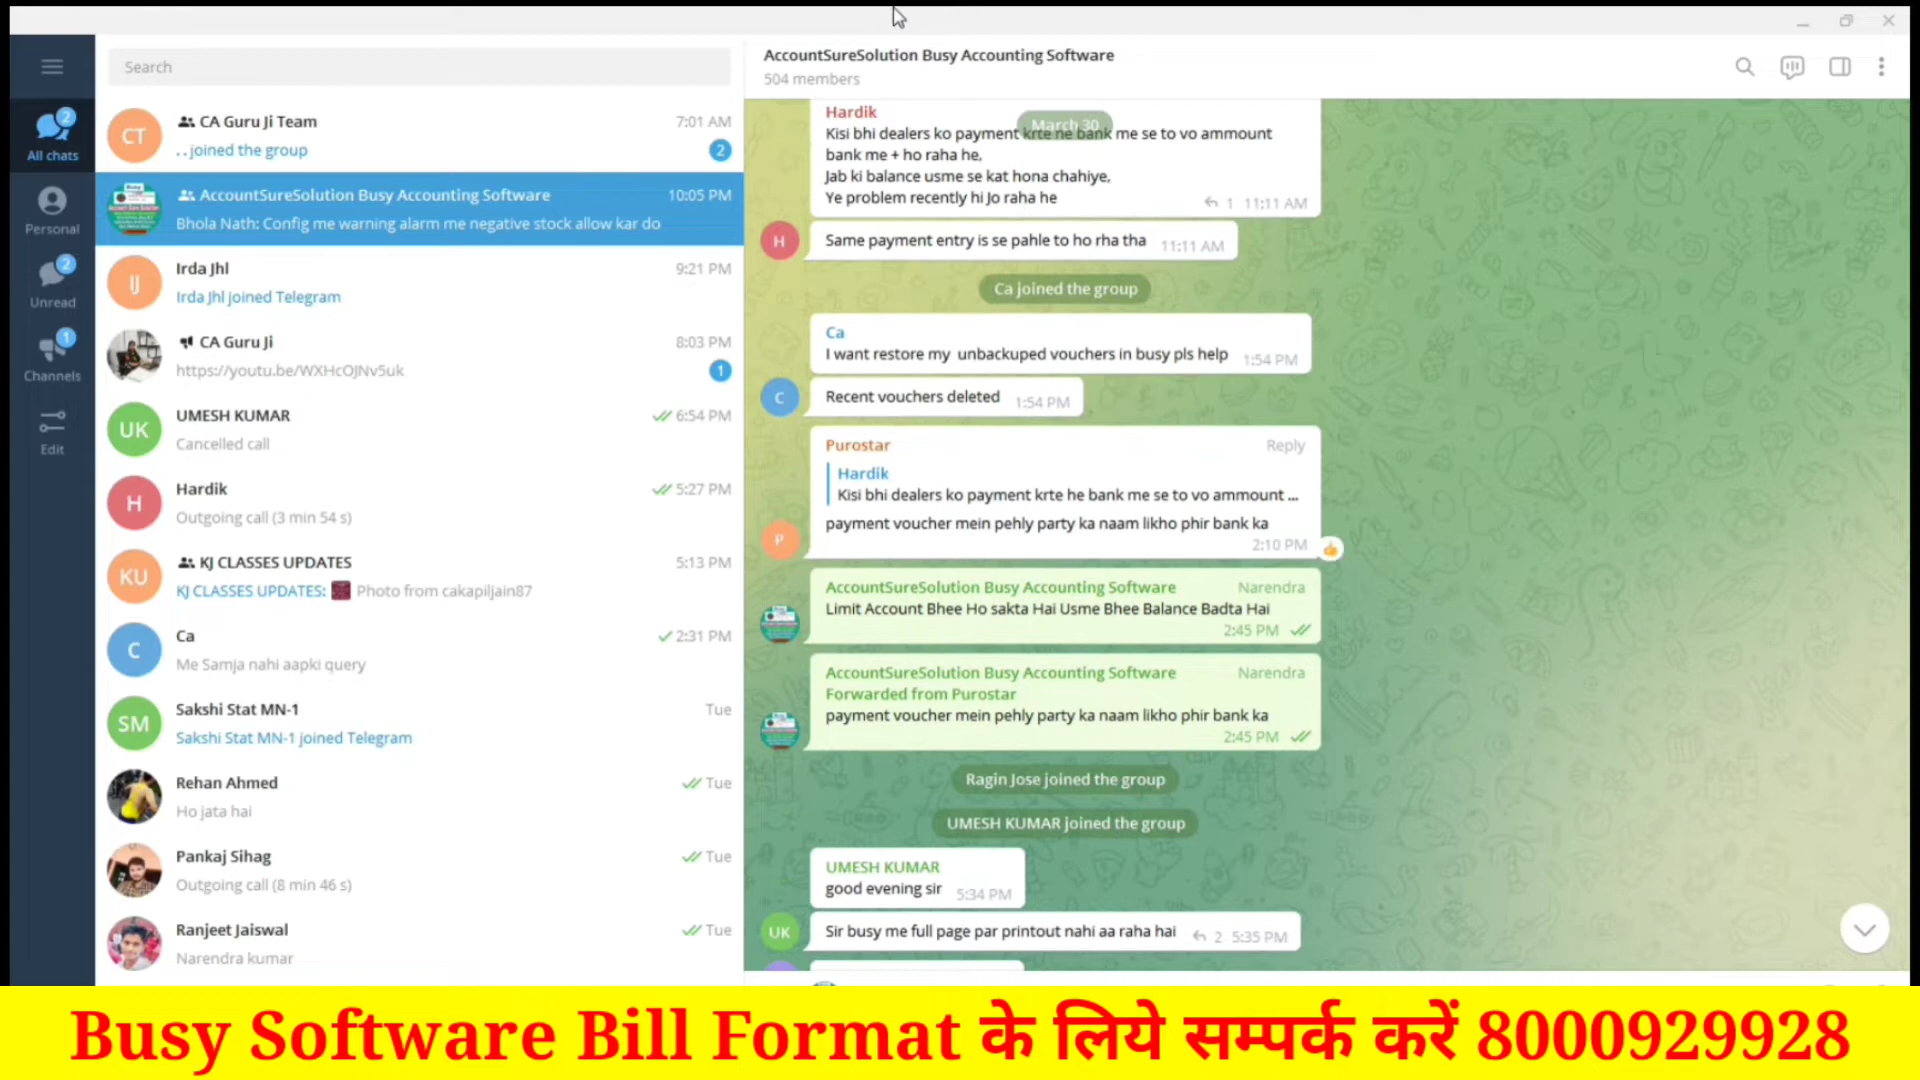 Search
CT
CA Guru Ji Team
7:01 AM
. . joined the group
2
2
All chats
AccountSureSolution Busy Accounting Software
10:05 PM
Bhola Nath: Config me warning alarm me negative stock allow kar do
Personal
2
Unread
IJ
Irda Jhl
9:21 PM
Irda Jhl joined Telegram
1
Channels
CA Guru Ji
8:03 PM
https://youtu.be/WXHcOJNv5uk
1
Edit
UK
UMESH KUMAR
6:54 PM
Cancelled call
H
Hardik
5:27 PM
Outgoing call (3 min 54 s)
KU
KJ CLASSES UPDATES
5:13 PM
KJ CLASSES UPDATES: Photo from cakapiljain87
C
Ca
2:31 PM
Me Samja nahi aapki query
SM
Sakshi Stat MN-1
Tue
Sakshi Stat MN-1 joined Telegram
Rehan Ahmed
Tue
Ho jata hai
Pankaj Sihag
Tue
Outgoing call (8 min 46 s)
Ranjeet Jaiswal
Tue
Narendra kumar
AccountSureSolution Busy Accounting Software
504 members
March 30
Hardik
Kisi bhi dealers ko payment krte he bank me se to vo ammount
bank me + ho raha he,
Jab ki balance usme se kat hona chahiye,
Ye problem recently hi Jo raha he
1 11:11 AM
H
Same payment entry is se pahle to ho rha tha 11:11 AM
Ca joined the group
Ca
I want restore my unbackuped vouchers in busy pls help 1:54 PM
C
Recent vouchers deleted 1:54 PM
Purostar
Reply
Hardik
Kisi bhi dealers ko payment krte he bank me se to vo ammount ...
payment voucher mein pehly party ka naam likho phir bank ka
P
2:10 PM
AccountSureSolution Busy Accounting Software
Narendra
Limit Account Bhee Ho sakta Hai Usme Bhee Balance Badta Hai
2:45 PM
AccountSureSolution Busy Accounting Software
Narendra
Forwarded from Purostar
payment voucher mein pehly party ka naam likho phir bank ka
2:45 PM
Ragin Jose joined the group
UMESH KUMAR joined the group
UMESH KUMAR
good evening sir 5:34 PM
UK
Sir busy me full page par printout nahi aa raha hai 2 5:35 PM
Busy Software Bill Format के लिये सम्पर्क करें 8000929928